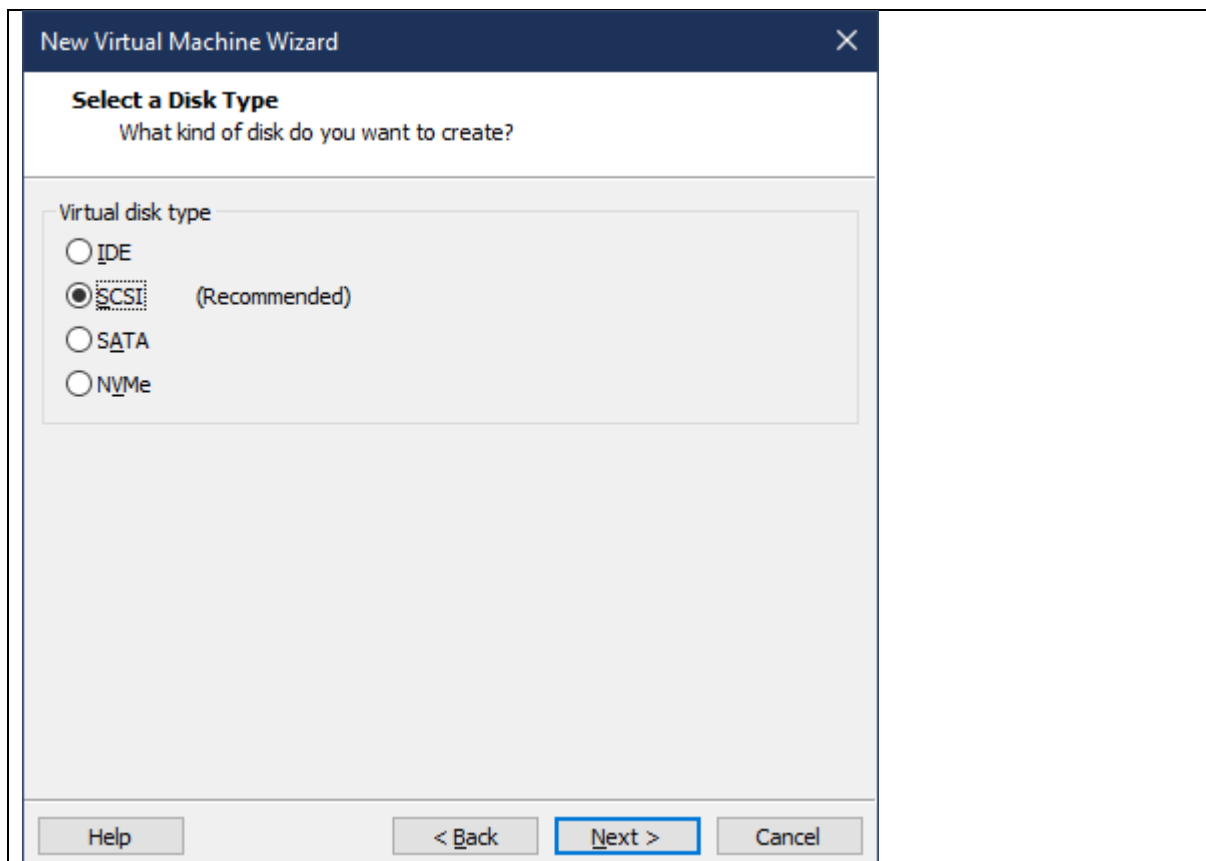 New Virtual Machine Wizard
Select a Disk Type
What kind of disk do you want to create?
Virtual disk type
IDE
SCSI (Recommended)
SATA
NVMe
Help < Back Next > Cancel